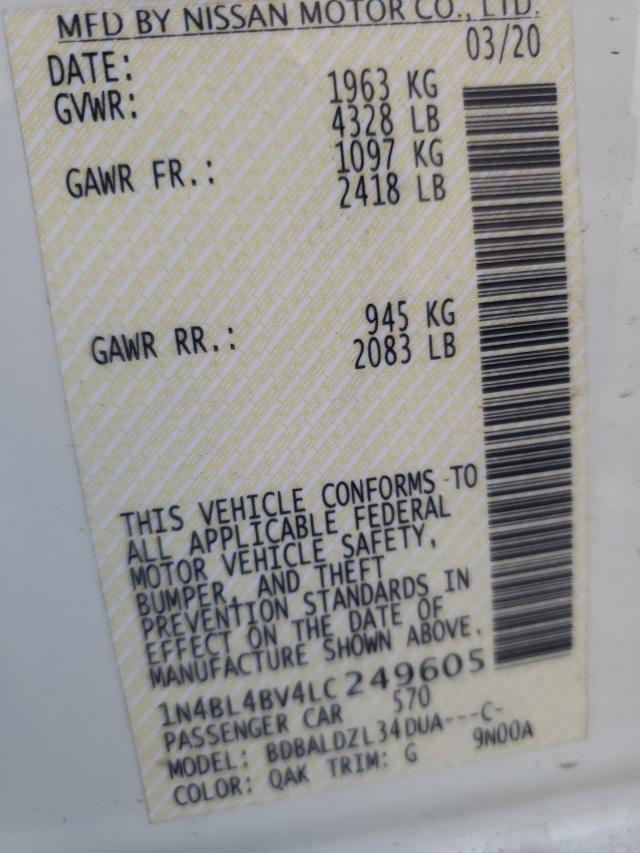 MFD BY NISSAN MOTOR CO., LTD.
DATE: 03/20
GVWR: 1963 KG
4328 LB
GAWR FR.: 1097 KG
2418 LB
GAWR RR.: 945 KG
2083 LB
THIS VEHICLE CONFORMS TO
ALL APPLICABLE FEDERAL
MOTOR VEHICLE SAFETY,
BUMPER, AND THEFT
PREVENTION STANDARDS IN
EFFECT ON THE DATE OF
MANUFACTURE SHOWN ABOVE.
1N4BL4BV4LC249605
PASSENGER CAR 570
MODEL: BDBALDZL34DUA---C-
COLOR: QAK TRIM: G 9N00A